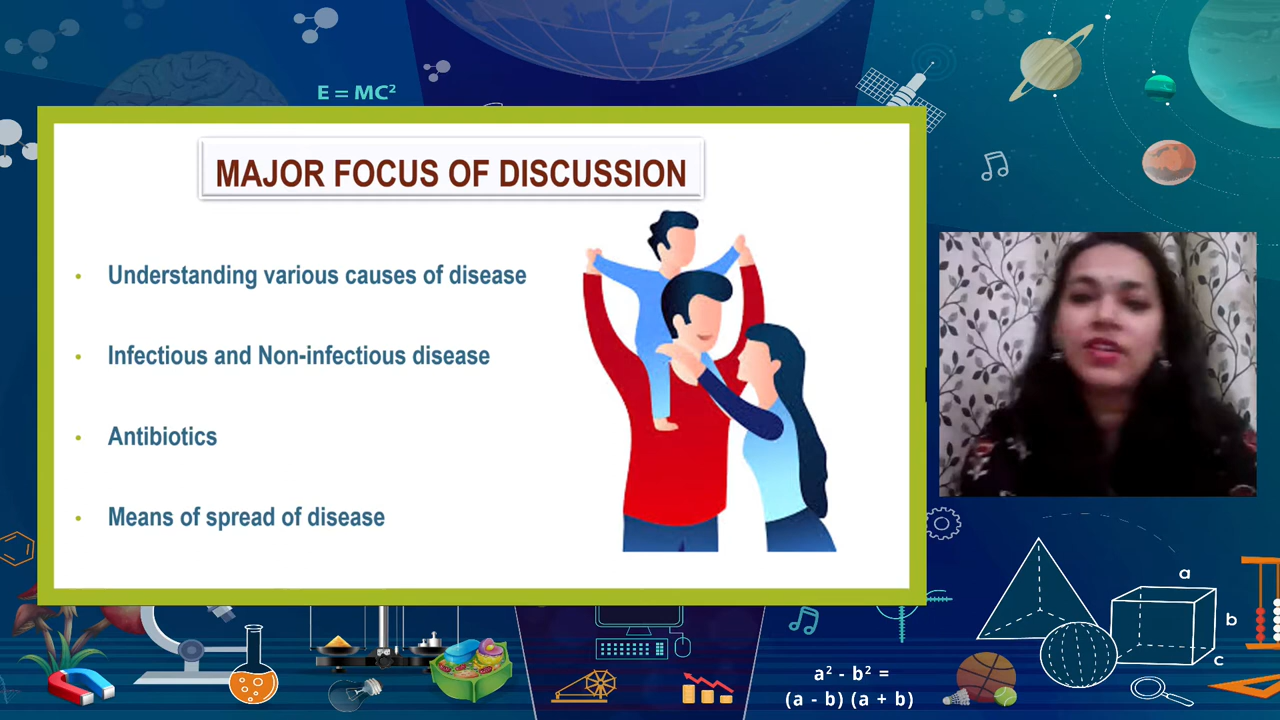 E = MC²
MAJOR FOCUS OF DISCUSSION
• Understanding various causes of disease
• Infectious and Non-infectious disease
• Antibiotics
• Means of spread of disease
a
b
c
a² - b² =
(a - b) (a + b)